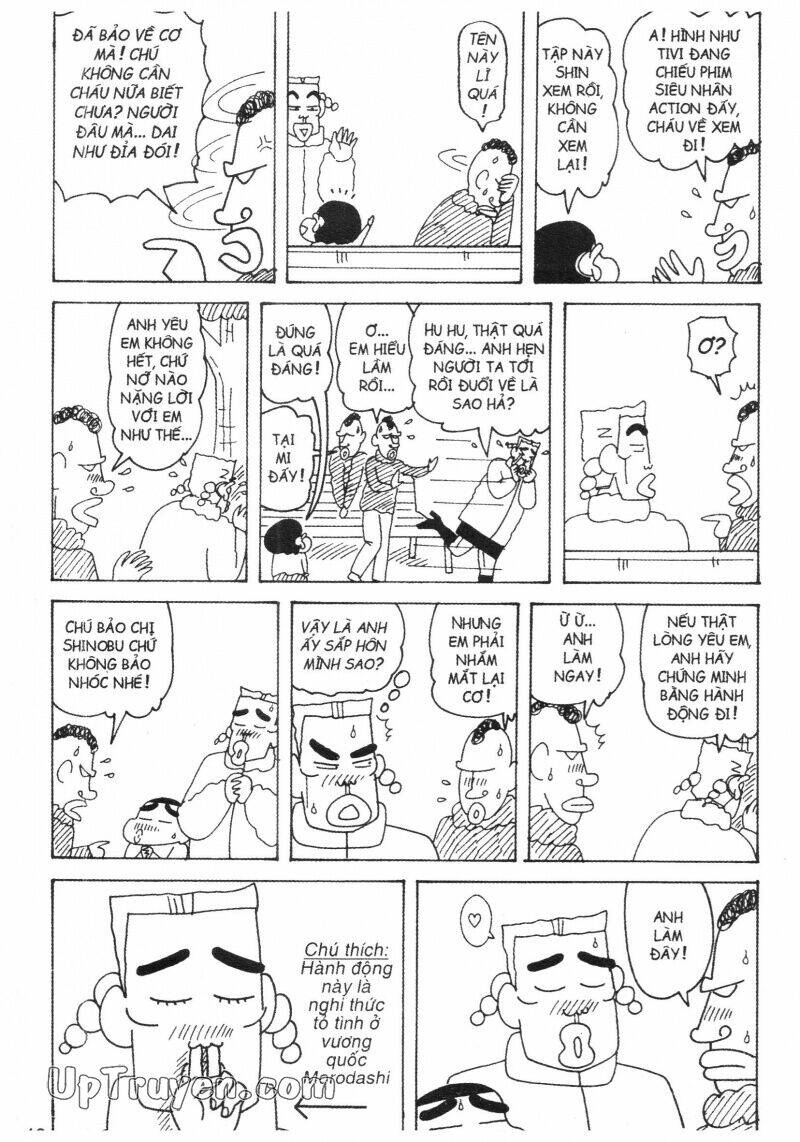 A! HÌNH NHƯ
TIVI ĐANG
CHIẾU PHIM
SIÊU NHÂN
ACTION ĐẤY,
CHÁU VỀ XEM
ĐI!
TẬP NÀY
SHIN
XEM RỒI,
KHÔNG
CẦN
XEM
LẠI!
TÊN
NÀY
LÌ
QUÁ
!
ĐÃ BẢO VỀ CƠ
MÀ! CHÚ
KHÔNG CẦN
CHÁU NỮA BIẾT
CHƯA? NGƯỜI
ĐÂU MÀ... DAI
NHƯ ĐỈA ĐÓI!
Ơ?
HU HU, THẬT QUÁ
ĐÁNG... ANH HẸN
NGƯỜI TA TỚI
RỒI ĐUỔI VỀ LÀ
SAO HẢ?
Ơ...
EM HIỂU
LẦM
RỒI...
ĐÚNG
LÀ QUÁ
ĐÁNG!
TẠI
MI
ĐẤY!
ANH YÊU
EM KHÔNG
HẾT, CHỨ
NỠ NÀO
NẶNG LỜI
VỚI EM
NHƯ THẾ...
NẾU THẬT
LÒNG YÊU EM,
ANH HÃY
CHỨNG MINH
BẰNG HÀNH
ĐỘNG ĐI!
Ừ Ừ...
ANH
LÀM
NGAY!
NHƯNG
EM PHẢI
NHẮM
MẮT LẠI
CƠ!
VẬY LÀ ANH
ẤY SẮP HÔN
MÌNH SAO?
CHÚ BẢO CHỊ
SHINOBU CHỨ
KHÔNG BẢO
NHÓC NHÉ!
ANH
LÀM
ĐÂY!
Chú thích:
Hành động
này là
nghi thức
tỏ tình ở
vương
quốc
Morodashi
UpTruyen.com